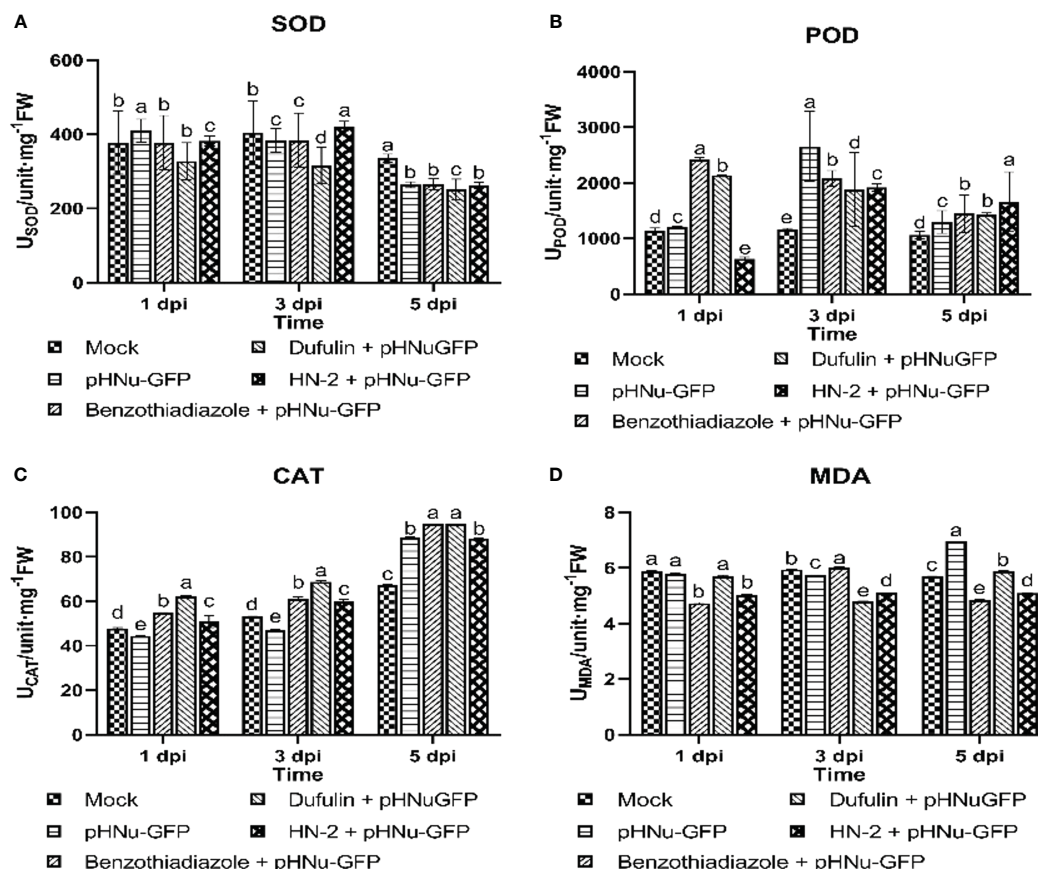 A
SOD
U_SOD/unit·mg⁻¹FW
600
400
200
0
b a b b c
b c c d a
a b b c b
1 dpi 3 dpi 5 dpi
Time
Mock Dufulin + pHNuGFP
pHNu-GFP HN-2 + pHNu-GFP
Benzothiadiazole + pHNu-GFP
B
POD
U_POD/unit·mg⁻¹FW
4000
3000
2000
1000
0
d c a b e
e a b d c
d c b b a
1 dpi 3 dpi 5 dpi
Time
Mock Dufulin + pHNuGFP
pHNu-GFP HN-2 + pHNu-GFP
Benzothiadiazole + pHNu-GFP
C
CAT
U_CAT/unit·mg⁻¹FW
100
80
60
40
20
0
d e b a c
d e b a c
c b a a b
1 dpi 3 dpi 5 dpi
Time
Mock Dufulin + pHNuGFP
pHNu-GFP HN-2 + pHNu-GFP
Benzothiadiazole + pHNu-GFP
D
MDA
U_MDA/unit·mg⁻¹FW
8
6
4
2
0
a a b a c
b c a e d
c a e b d
1 dpi 3 dpi 5 dpi
Time
Mock Dufulin + pHNuGFP
pHNu-GFP HN-2 + pHNu-GFP
Benzothiadiazole + pHNu-GFP